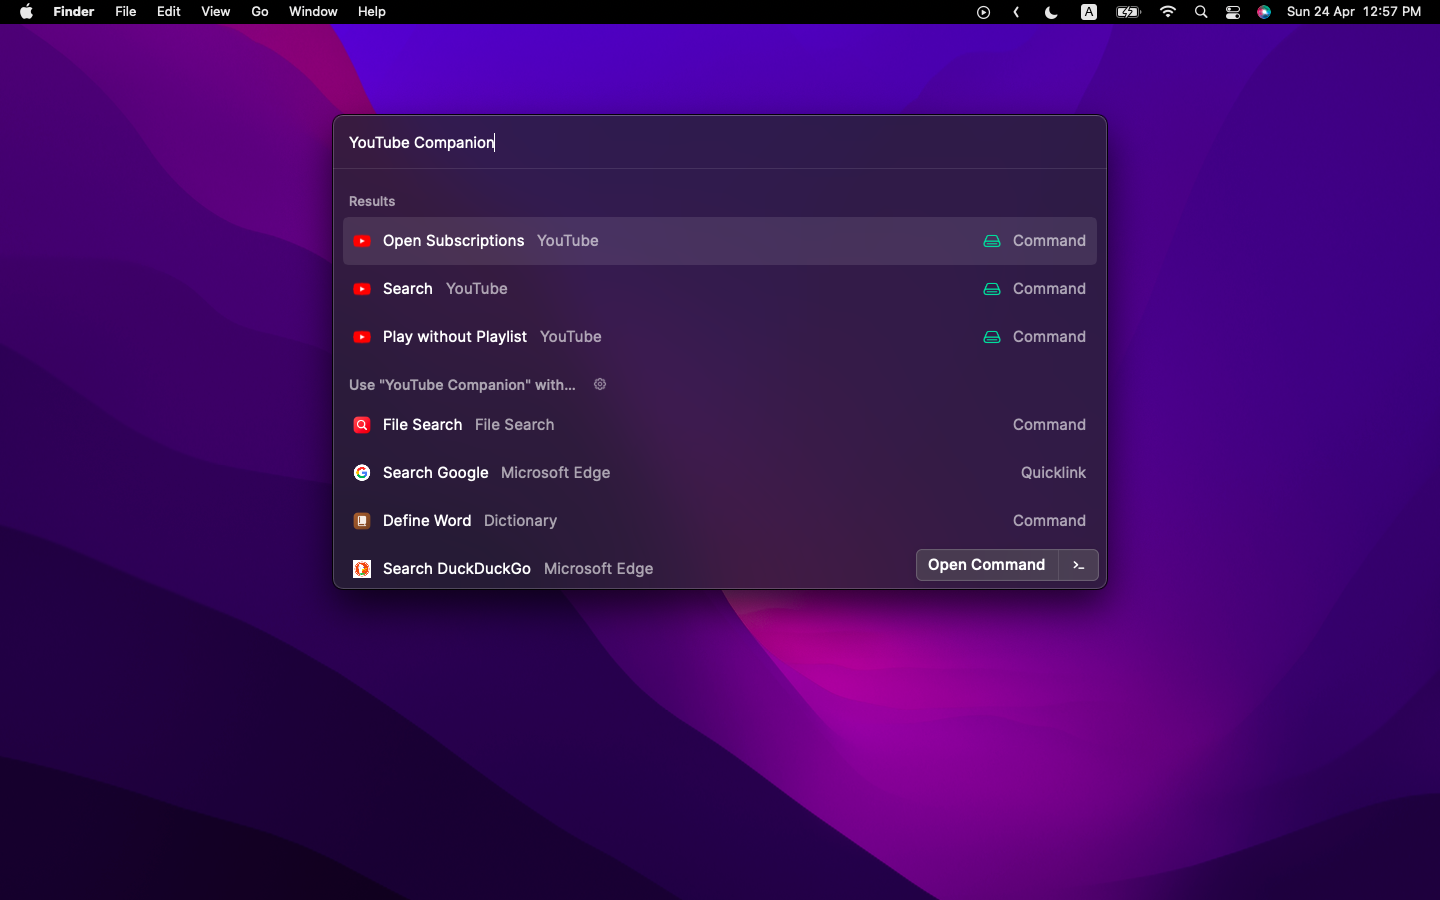 Finder File Edit View Go Window Help A Sun 24 Apr 12:57 PM
YouTube Companion
Results
Open Subscriptions YouTube Command
Search YouTube Command
Play without Playlist YouTube Command
Use "YouTube Companion" with...
File Search File Search Command
Search Google Microsoft Edge Quicklink
Define Word Dictionary Command
Search DuckDuckGo Microsoft Edge Open Command